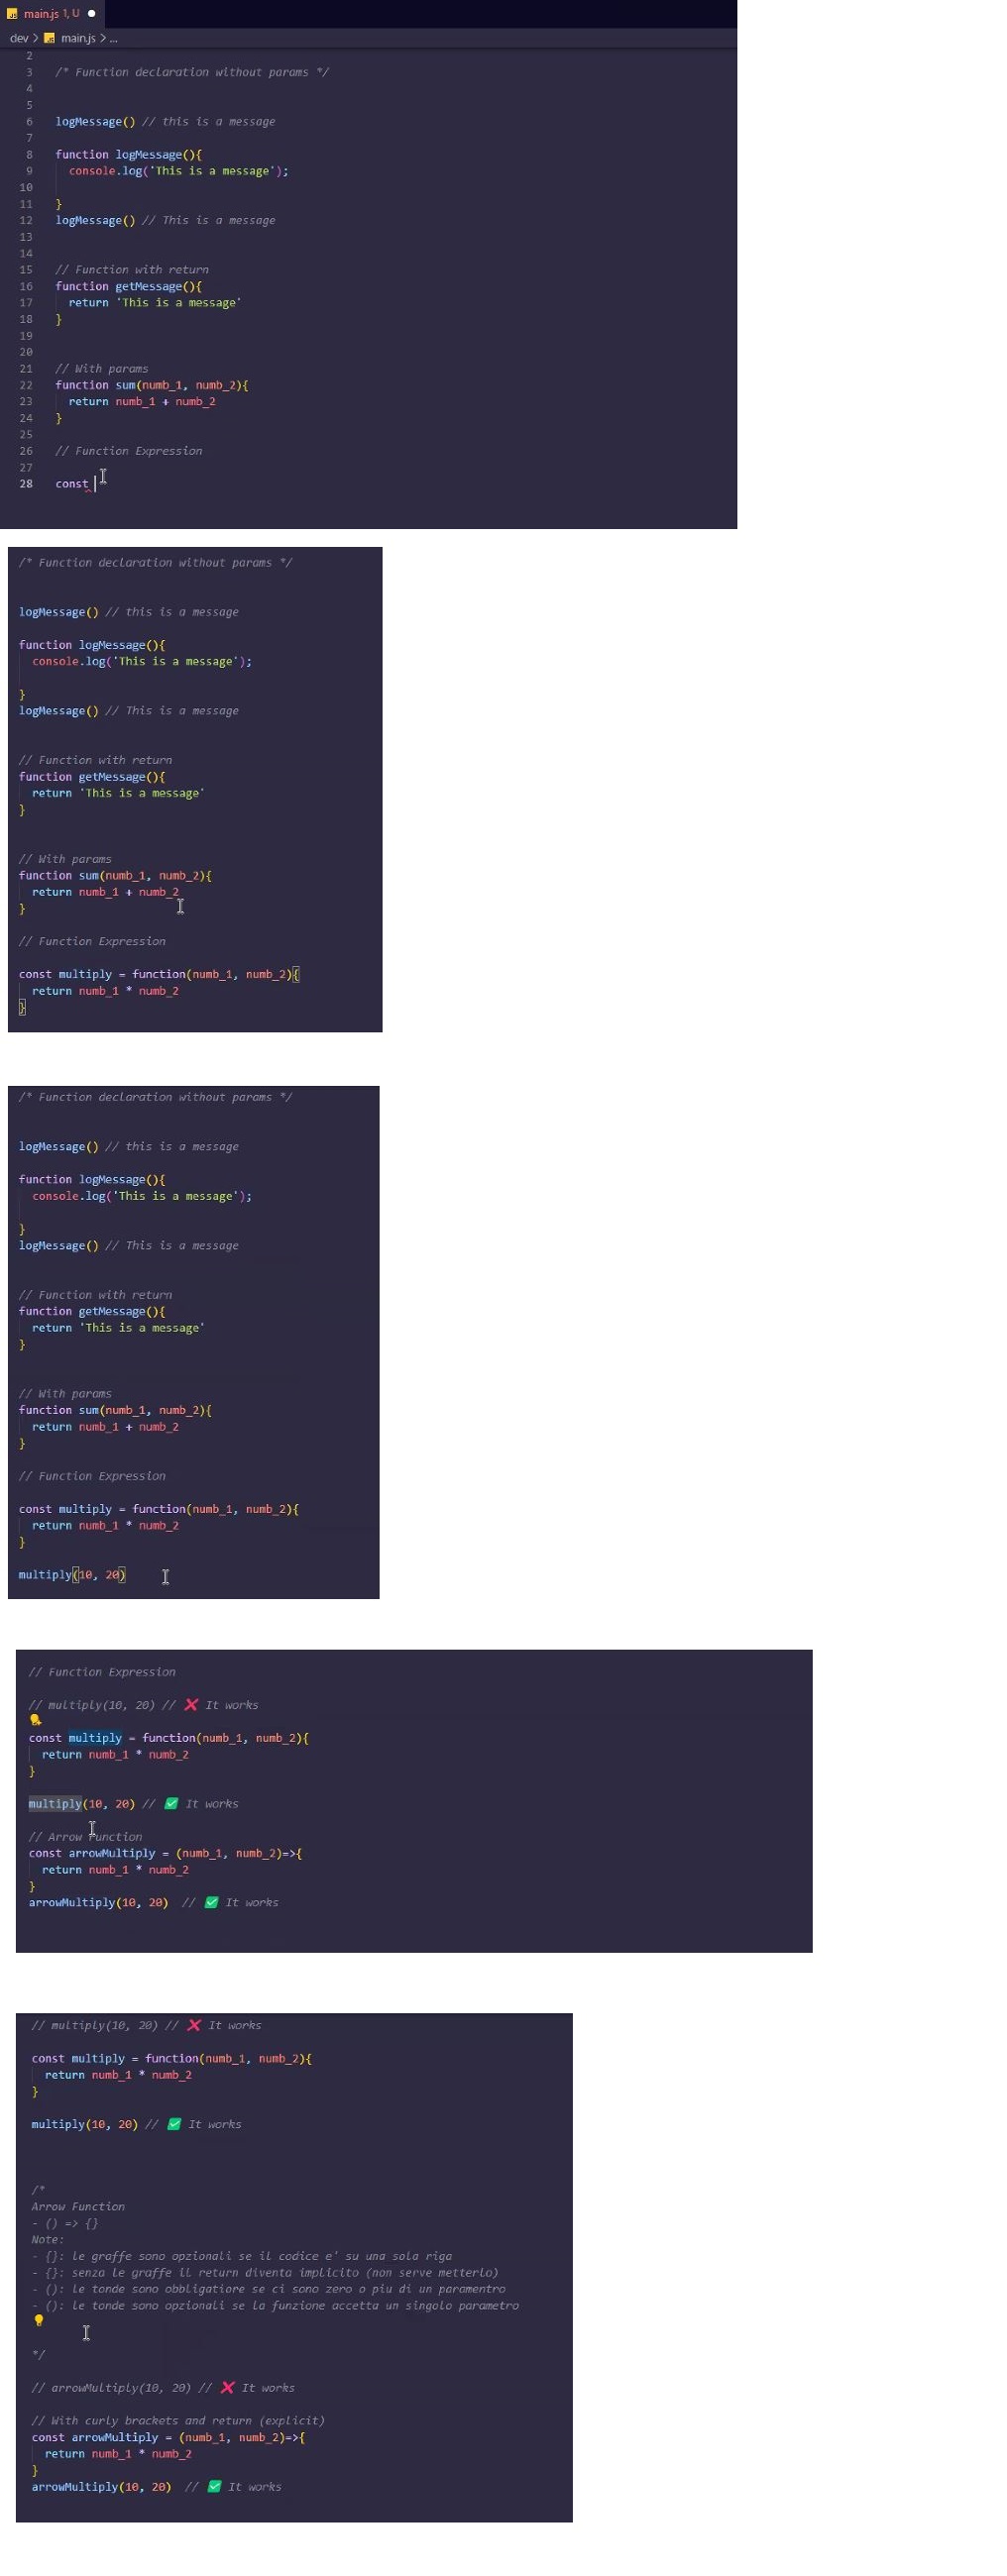 main.js 1, U
dev > main.js > ...
2
3 /* Function declaration without params */
4
5
6 logMessage() // this is a message
7
8 function logMessage(){
9 console.log('This is a message');
10
11 }
12 logMessage() // This is a message
13
14
15 // Function with return
16 function getMessage(){
17 return 'This is a message'
18 }
19
20
21 // With params
22 function sum(numb_1, numb_2){
23 return numb_1 + numb_2
24 }
25
26 // Function Expression
27
28 const
/* Function declaration without params */
logMessage() // this is a message
function logMessage(){
console.log('This is a message');
}
logMessage() // This is a message
// Function with return
function getMessage(){
return 'This is a message'
}
// With params
function sum(numb_1, numb_2){
return numb_1 + numb_2
}
// Function Expression
const multiply = function(numb_1, numb_2){
return numb_1 * numb_2
}
/* Function declaration without params */
logMessage() // this is a message
function logMessage(){
console.log('This is a message');
}
logMessage() // This is a message
// Function with return
function getMessage(){
return 'This is a message'
}
// With params
function sum(numb_1, numb_2){
return numb_1 + numb_2
}
// Function Expression
const multiply = function(numb_1, numb_2){
return numb_1 * numb_2
}
multiply(10, 20)
// Function Expression
// multiply(10, 20) // ❌ It works
const multiply = function(numb_1, numb_2){
return numb_1 * numb_2
}
multiply(10, 20) // ✅ It works
// Arrow Function
const arrowMultiply = (numb_1, numb_2)=>{
return numb_1 * numb_2
}
arrowMultiply(10, 20) // ✅ It works
// multiply(10, 20) // ❌ It works
const multiply = function(numb_1, numb_2){
return numb_1 * numb_2
}
multiply(10, 20) // ✅ It works
/*
Arrow Function
- () => {}
Note:
- {}: le graffe sono opzionali se il codice e' su una sola riga
- {}: senza le graffe il return diventa implicito (non serve metterlo)
- (): le tonde sono obbligatiore se ci sono zero o piu di un paramentro
- (): le tonde sono opzionali se la funzione accetta un singolo parametro
*/
// arrowMultiply(10, 20) // ❌ It works
// With curly brackets and return (explicit)
const arrowMultiply = (numb_1, numb_2)=>{
return numb_1 * numb_2
}
arrowMultiply(10, 20) // ✅ It works